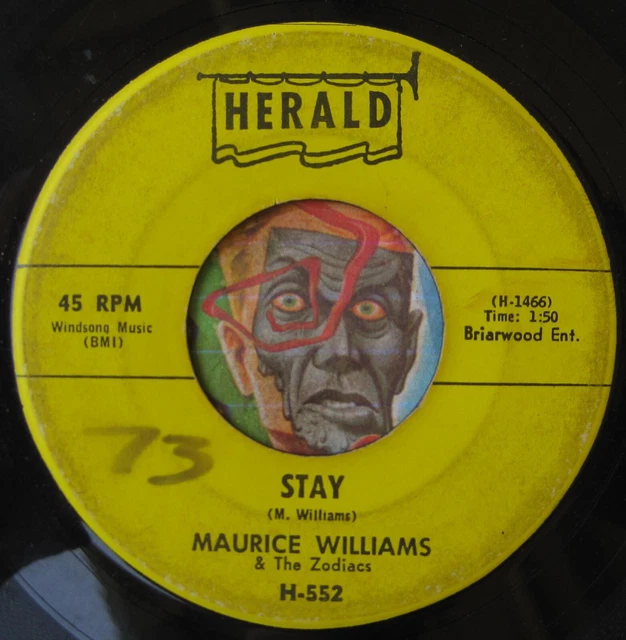 HERALD
45 RPM
Windsong Music
(BMI)
(H-1466)
Time: 1:50
Briarwood Ent.
73
STAY
(M. Williams)
MAURICE WILLIAMS
& The Zodiacs
H-552